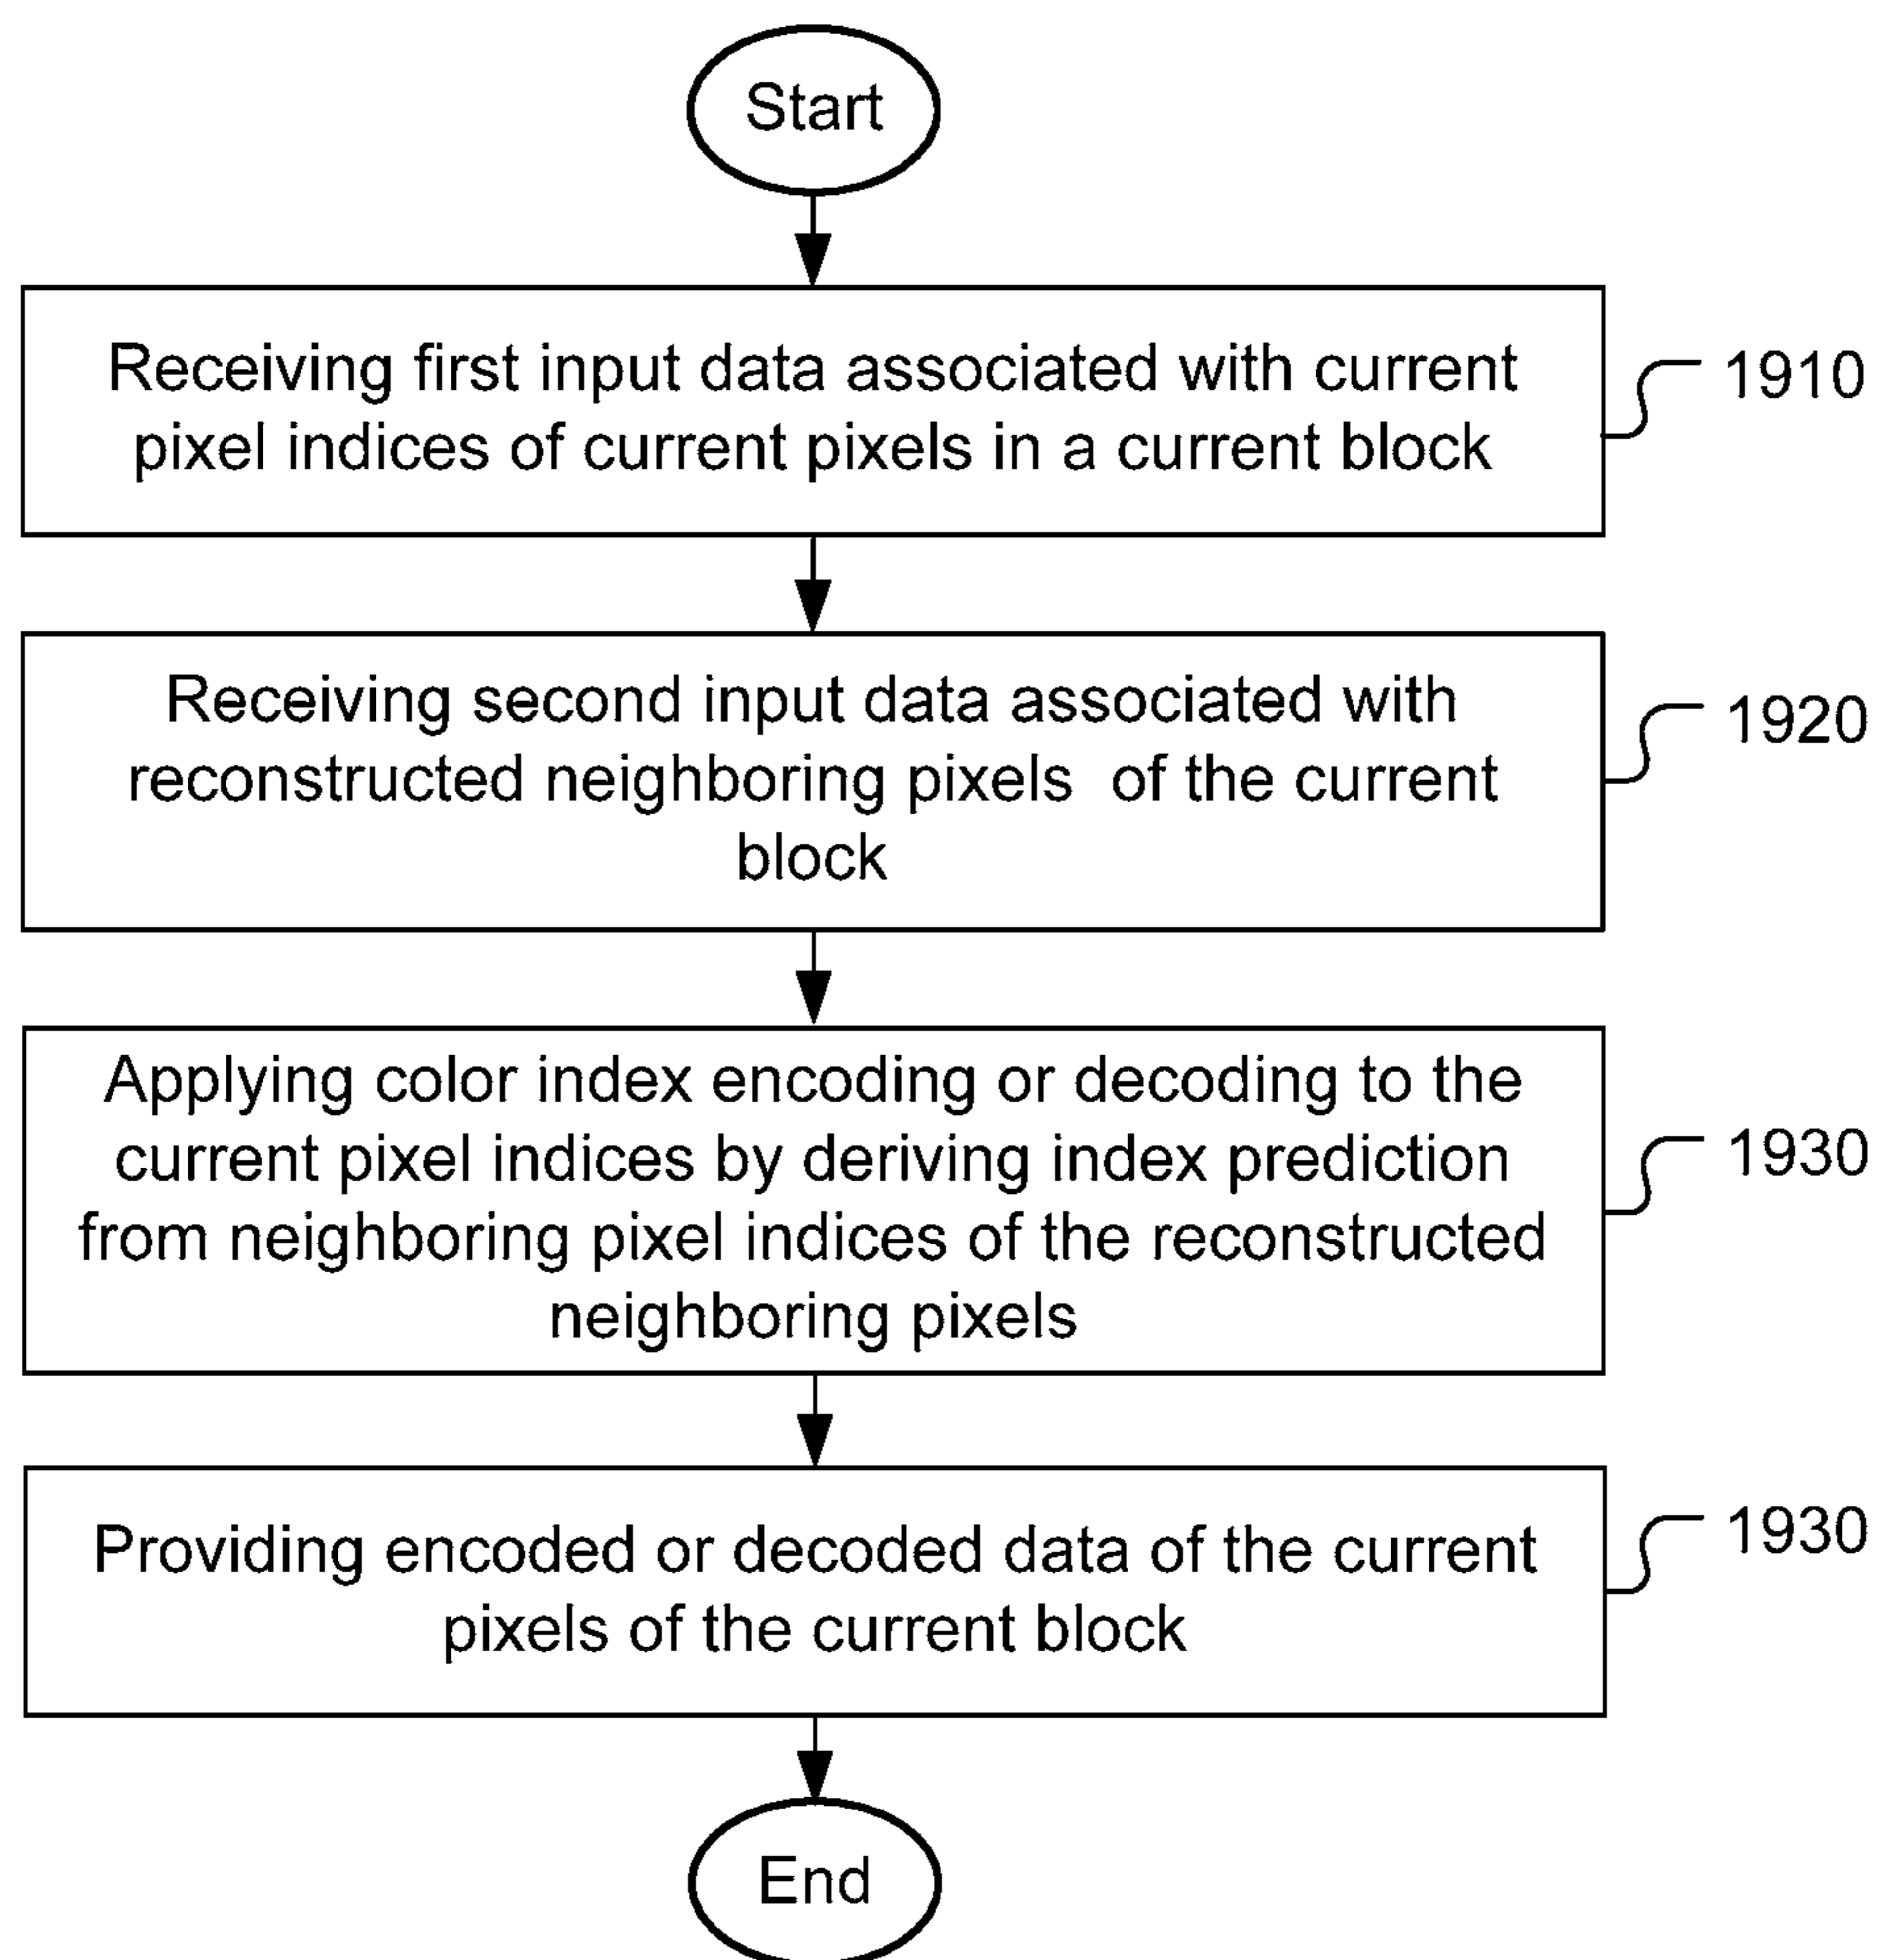 Start
Receiving first input data associated with current
pixel indices of current pixels in a current block
1910
Receiving second input data associated with
reconstructed neighboring pixels of the current
block
1920
Applying color index encoding or decoding to the
current pixel indices by deriving index prediction
from neighboring pixel indices of the reconstructed
neighboring pixels
1930
Providing encoded or decoded data of the current
pixels of the current block
1930
End